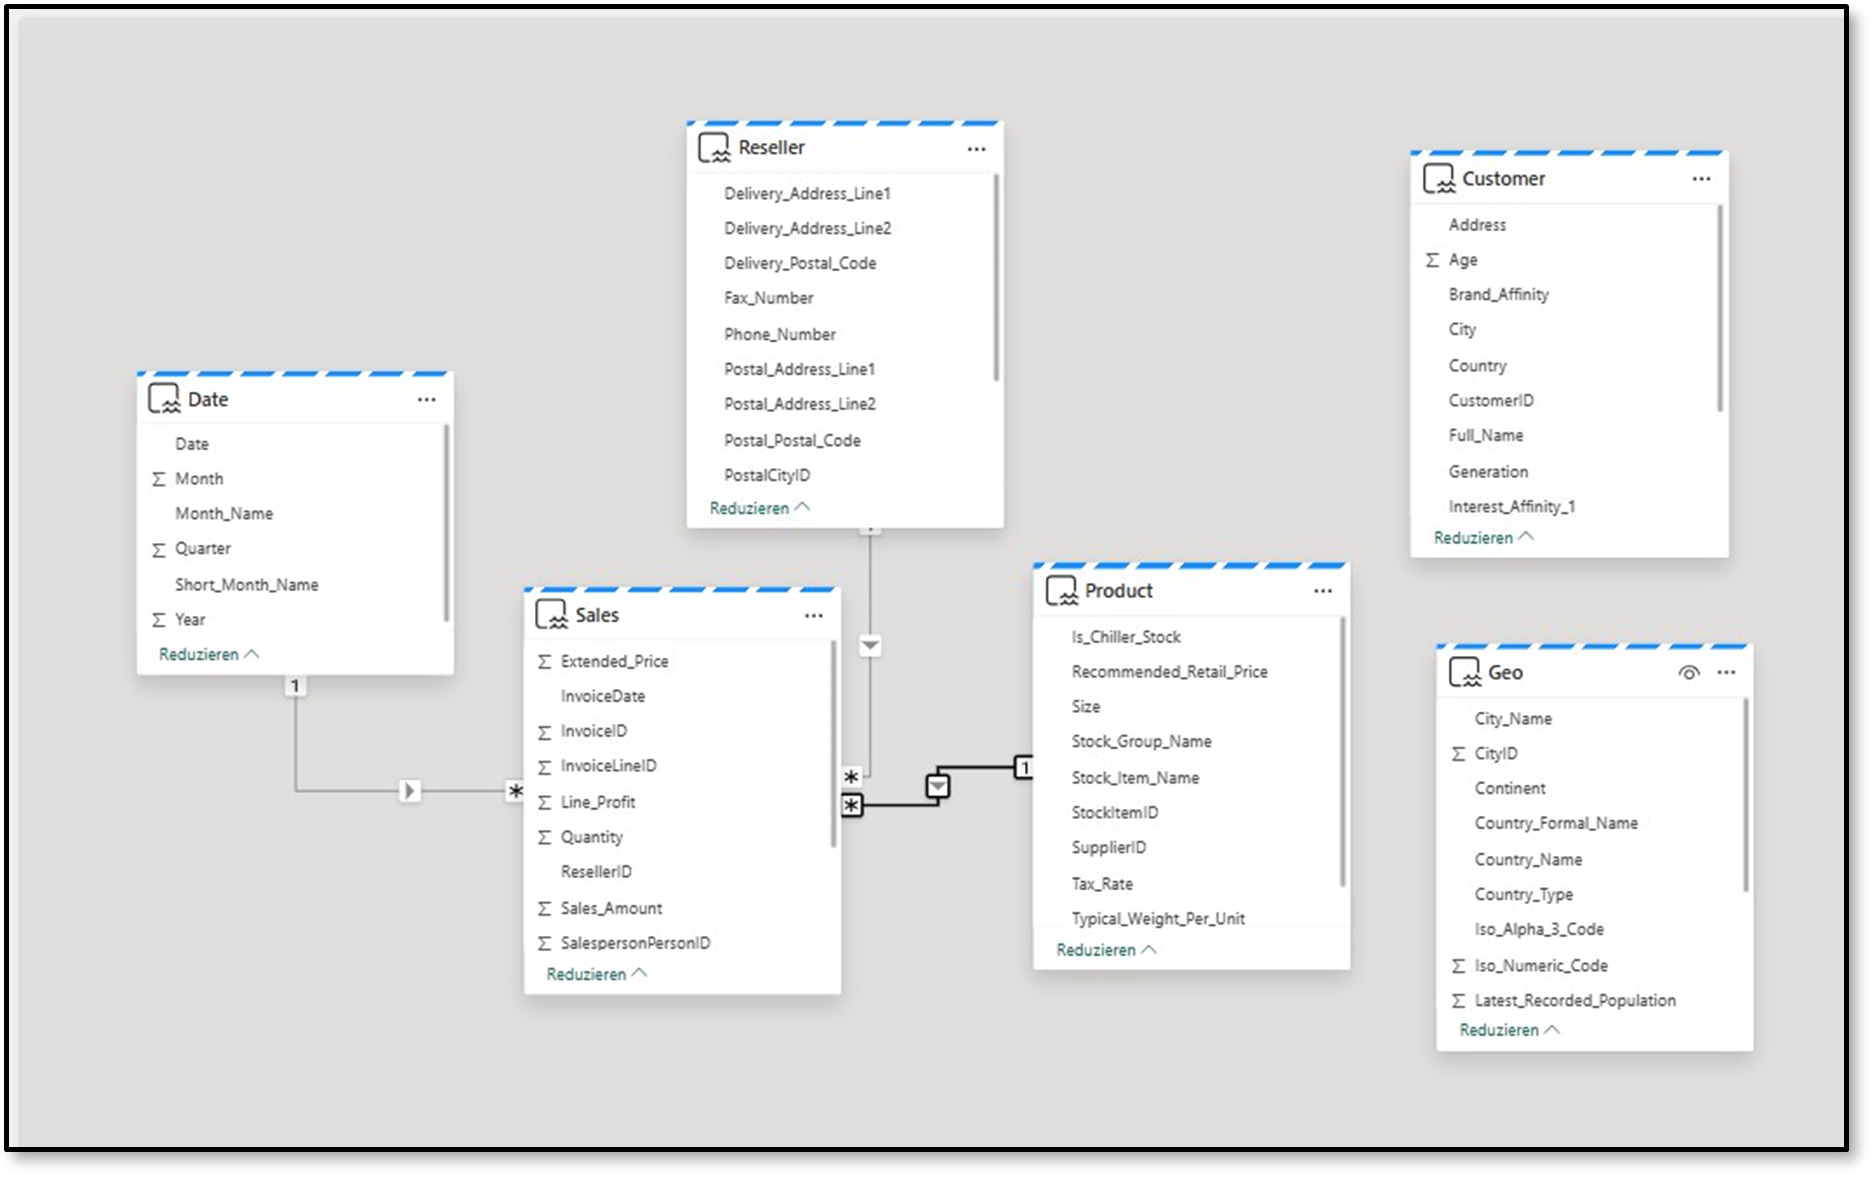 Reseller
Delivery_Address_Line1
Delivery_Address_Line2
Delivery_Postal_Code
Fax_Number
Phone_Number
Postal_Address_Line1
Postal_Address_Line2
Postal_Postal_Code
PostalCityID
Reduzieren
Customer
Address
Σ Age
Brand_Affinity
City
Country
CustomerID
Full_Name
Generation
Interest_Affinity_1
Reduzieren
Date
Date
Σ Month
Month_Name
Σ Quarter
Short_Month_Name
Σ Year
Reduzieren
1
*
Sales
Σ Extended_Price
InvoiceDate
Σ InvoiceID
Σ InvoiceLineID
Σ Line_Profit
Σ Quantity
ResellerID
Σ Sales_Amount
Σ SalespersonPersonID
Reduzieren
*
*
1
Product
Is_Chiller_Stock
Recommended_Retail_Price
Size
Stock_Group_Name
Stock_Item_Name
StockItemID
SupplierID
Tax_Rate
Typical_Weight_Per_Unit
Reduzieren
Geo
City_Name
Σ CityID
Continent
Country_Formal_Name
Country_Name
Country_Type
Iso_Alpha_3_Code
Σ Iso_Numeric_Code
Σ Latest_Recorded_Population
Reduzieren